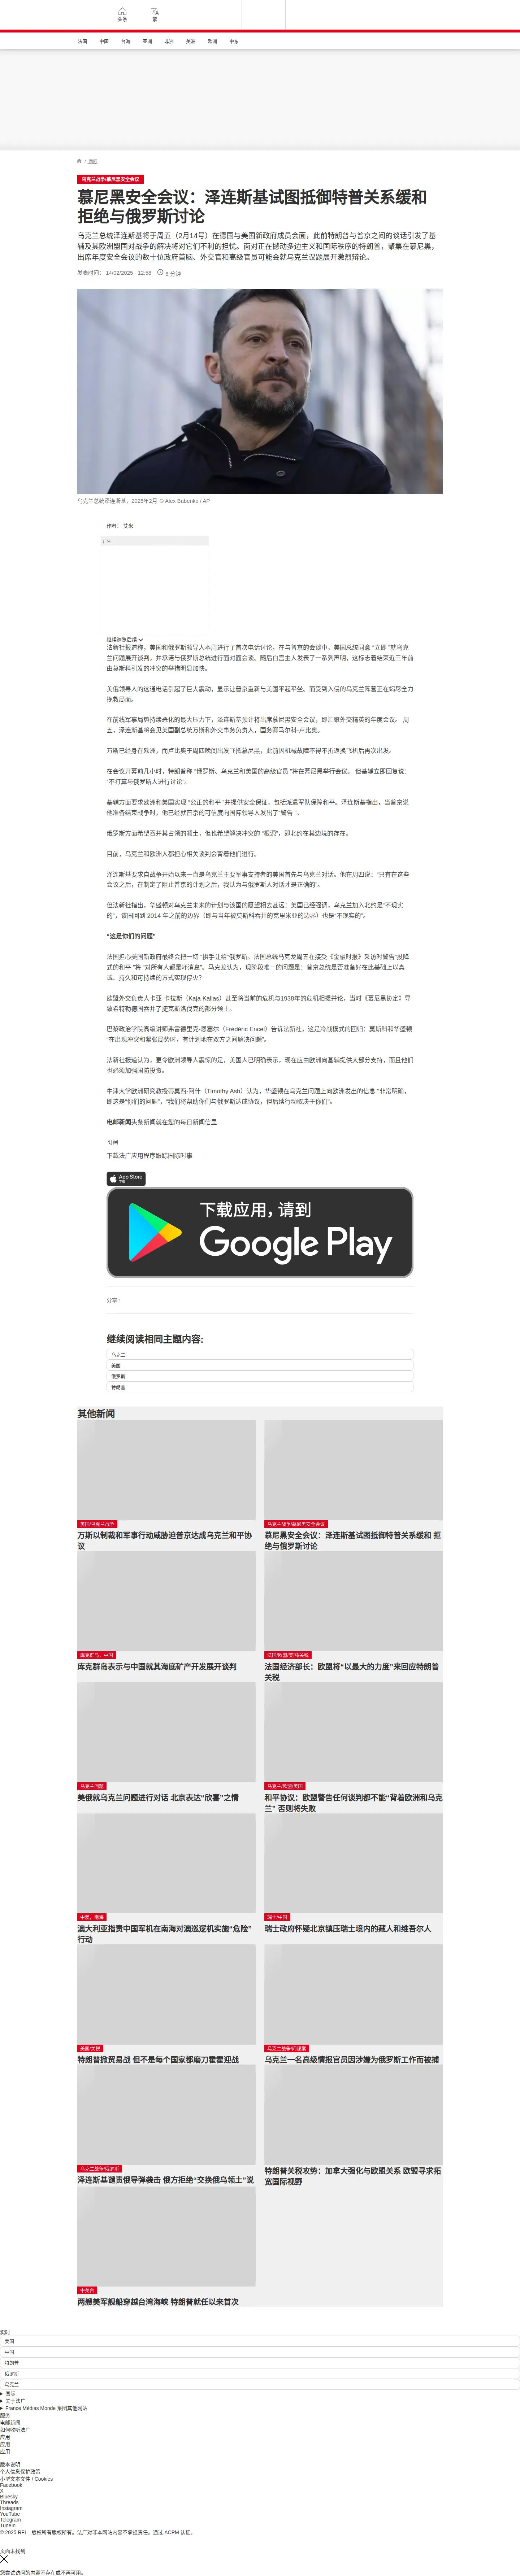 头条
繁
法国
中国
台海
亚洲
非洲
美洲
欧洲
中东
/ 国际
乌克兰战争/慕尼黑安全会议
慕尼黑安全会议：泽连斯基试图抵御特普关系缓和
拒绝与俄罗斯讨论
乌克兰总统泽连斯基将于周五（2月14号）在德国与美国新政府成员会面，此前特朗普与普京之间的谈话引发了基
辅及其欧洲盟国对战争的解决将对它们不利的担忧。面对正在撼动多边主义和国际秩序的特朗普，聚集在慕尼黑，
出席年度安全会议的数十位政府首脑、外交官和高级官员可能会就乌克兰议题展开激烈辩论。
发表时间： 14/02/2025 - 12:58
6 分钟
乌克兰总统泽连斯基，2025年2月 © Alex Babenko / AP
作者： 艾米
广告
继续浏览后续
法新社报道称，美国和俄罗斯领导人本周进行了首次电话讨论，在与普京的会谈中，美国总统同意 “立即 ”就乌克
兰问题展开谈判，并承诺与俄罗斯总统进行面对面会谈。随后白宫主人发表了一系列声明，这标志着结束近三年前
由莫斯科引发的冲突的举措明显加快。
美俄领导人的这通电话引起了巨大震动，显示让普京重新与美国平起平坐。而受到入侵的乌克兰阵营正在竭尽全力
挽救局面。
在前线军事局势持续恶化的最大压力下，泽连斯基预计将出席慕尼黑安全会议，即汇聚外交精英的年度会议。 周
五，泽连斯基将会见美国副总统万斯和外交事务负责人，国务卿马尔科-卢比奥。
万斯已经身在欧洲，而卢比奥于周四晚间出发飞抵慕尼黑，此前因机械故障不得不折返换飞机后再次出发。
在会议开幕前几小时，特朗普称 “俄罗斯、乌克兰和美国的高级官员 ”将在慕尼黑举行会议。 但基辅立即回复说：
“不打算与俄罗斯人进行讨论”。
基辅方面要求欧洲和美国实现 “公正的和平 ”并提供安全保证，包括派遣军队保障和平。泽连斯基指出，当普京说
他准备结束战争时，他已经就普京的可信度向国际领导人发出了“警告 ”。
俄罗斯方面希望吞并其占领的领土，但也希望解决冲突的 “根源”，即北约在其边境的存在。
目前，乌克兰和欧洲人都担心相关谈判会背着他们进行。
泽连斯基要求自战争开始以来一直是乌克兰主要军事支持者的美国首先与乌克兰对话。他在周四说：“只有在这些
会议之后，在制定了阻止普京的计划之后，我认为与俄罗斯人对话才是正确的”。
但法新社指出，华盛顿对乌克兰未来的计划与该国的愿望相去甚远：美国已经强调，乌克兰加入北约是“不现实
的”，该国回到 2014 年之前的边界（即与当年被莫斯科吞并的克里米亚的边界）也是“不现实的”。
“这是你们的问题”
法国担心美国新政府最终会把一切 “拱手让给”俄罗斯。法国总统马克龙周五在接受《金融时报》采访时警告“投降
式的和平 ”将 “对所有人都是坏消息”。马克龙认为，现阶段唯一的问题是：普京总统是否准备好在此基础上以真
诚、持久和可持续的方式实现停火？
欧盟外交负责人卡亚-卡拉斯（Kaja Kallas）甚至将当前的危机与1938年的危机相提并论，当时《慕尼黑协定》导
致希特勒德国吞并了捷克斯洛伐克的部分领土。
巴黎政治学院高级讲师弗雷德里克-恩塞尔（Frédéric Encel）告诉法新社，这是冷战模式的回归：莫斯科和华盛顿
“在出现冲突和紧张局势时，有计划地在双方之间解决问题”。
法新社报道认为，更令欧洲领导人震惊的是，美国人已明确表示，现在应由欧洲向基辅提供大部分支持，而且他们
也必须加强国防投资。
牛津大学欧洲研究教授蒂莫西-阿什（Timothy Ash）认为，华盛顿在乌克兰问题上向欧洲发出的信息 “非常明确，
即这是“你们的问题”，“我们将帮助你们与俄罗斯达成协议，但后续行动取决于你们”。
电邮新闻头条新闻就在您的每日新闻信里
订阅
下载法广应用程序跟踪国际时事
App Store
下载应用，请到
Google Play
分享 :
继续阅读相同主题内容:
乌克兰
美国
俄罗斯
特朗普
其他新闻
美国/乌克兰战争
万斯以制裁和军事行动威胁迫普京达成乌克兰和平协
议
乌克兰战争/慕尼黑安全会议
慕尼黑安全会议：泽连斯基试图抵御特普关系缓和 拒
绝与俄罗斯讨论
库克群岛，中国
库克群岛表示与中国就其海底矿产开发展开谈判
法国/欧盟/美国/关税
法国经济部长：欧盟将“以最大的力度”来回应特朗普
关税
乌克兰问题
美俄就乌克兰问题进行对话 北京表达“欣喜”之情
乌克兰/欧盟/美国
和平协议：欧盟警告任何谈判都不能“背着欧洲和乌克
兰” 否则将失败
中澳，南海
澳大利亚指责中国军机在南海对澳巡逻机实施“危险”
行动
瑞士/中国
瑞士政府怀疑北京镇压瑞士境内的藏人和维吾尔人
美国/关税
特朗普掀贸易战 但不是每个国家都磨刀霍霍迎战
乌克兰战争/间谍案
乌克兰一名高级情报官员因涉嫌为俄罗斯工作而被捕
乌克兰战争/俄罗斯
泽连斯基谴责俄导弹袭击 俄方拒绝“交换俄乌领土”说
特朗普关税攻势：加拿大强化与欧盟关系 欧盟寻求拓
宽国际视野
中美台
两艘美军舰船穿越台湾海峡 特朗普就任以来首次
实时
美国
中国
特朗普
俄罗斯
乌克兰
国际
关于法广
France Médias Monde 集团其他网站
服务
电邮新闻
如何收听法广
应用
应用
应用
版本说明
个人信息保护政策
小型文本文件 / Cookies
Facebook
X
Bluesky
Threads
Instagram
YouTube
Telegram
TuneIn
© 2025 RFI – 版权所有版权所有。法广对非本网站内容不承担责任。通过 ACPM 认证。
页面未找到
您尝试访问的内容不存在或不再可用。